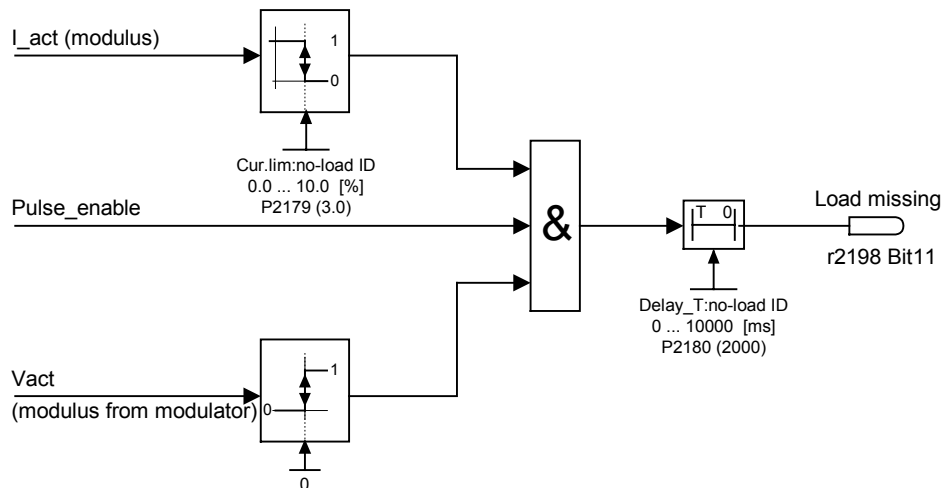 I_act (modulus)
1
0
Cur.lim:no-load ID
0.0 ... 10.0 [%]
P2179 (3.0)
Pulse_enable
&
T 0
Load missing
r2198 Bit11
Delay_T:no-load ID
0 ... 10000 [ms]
P2180 (2000)
Vact
(modulus from modulator)
1
0
0